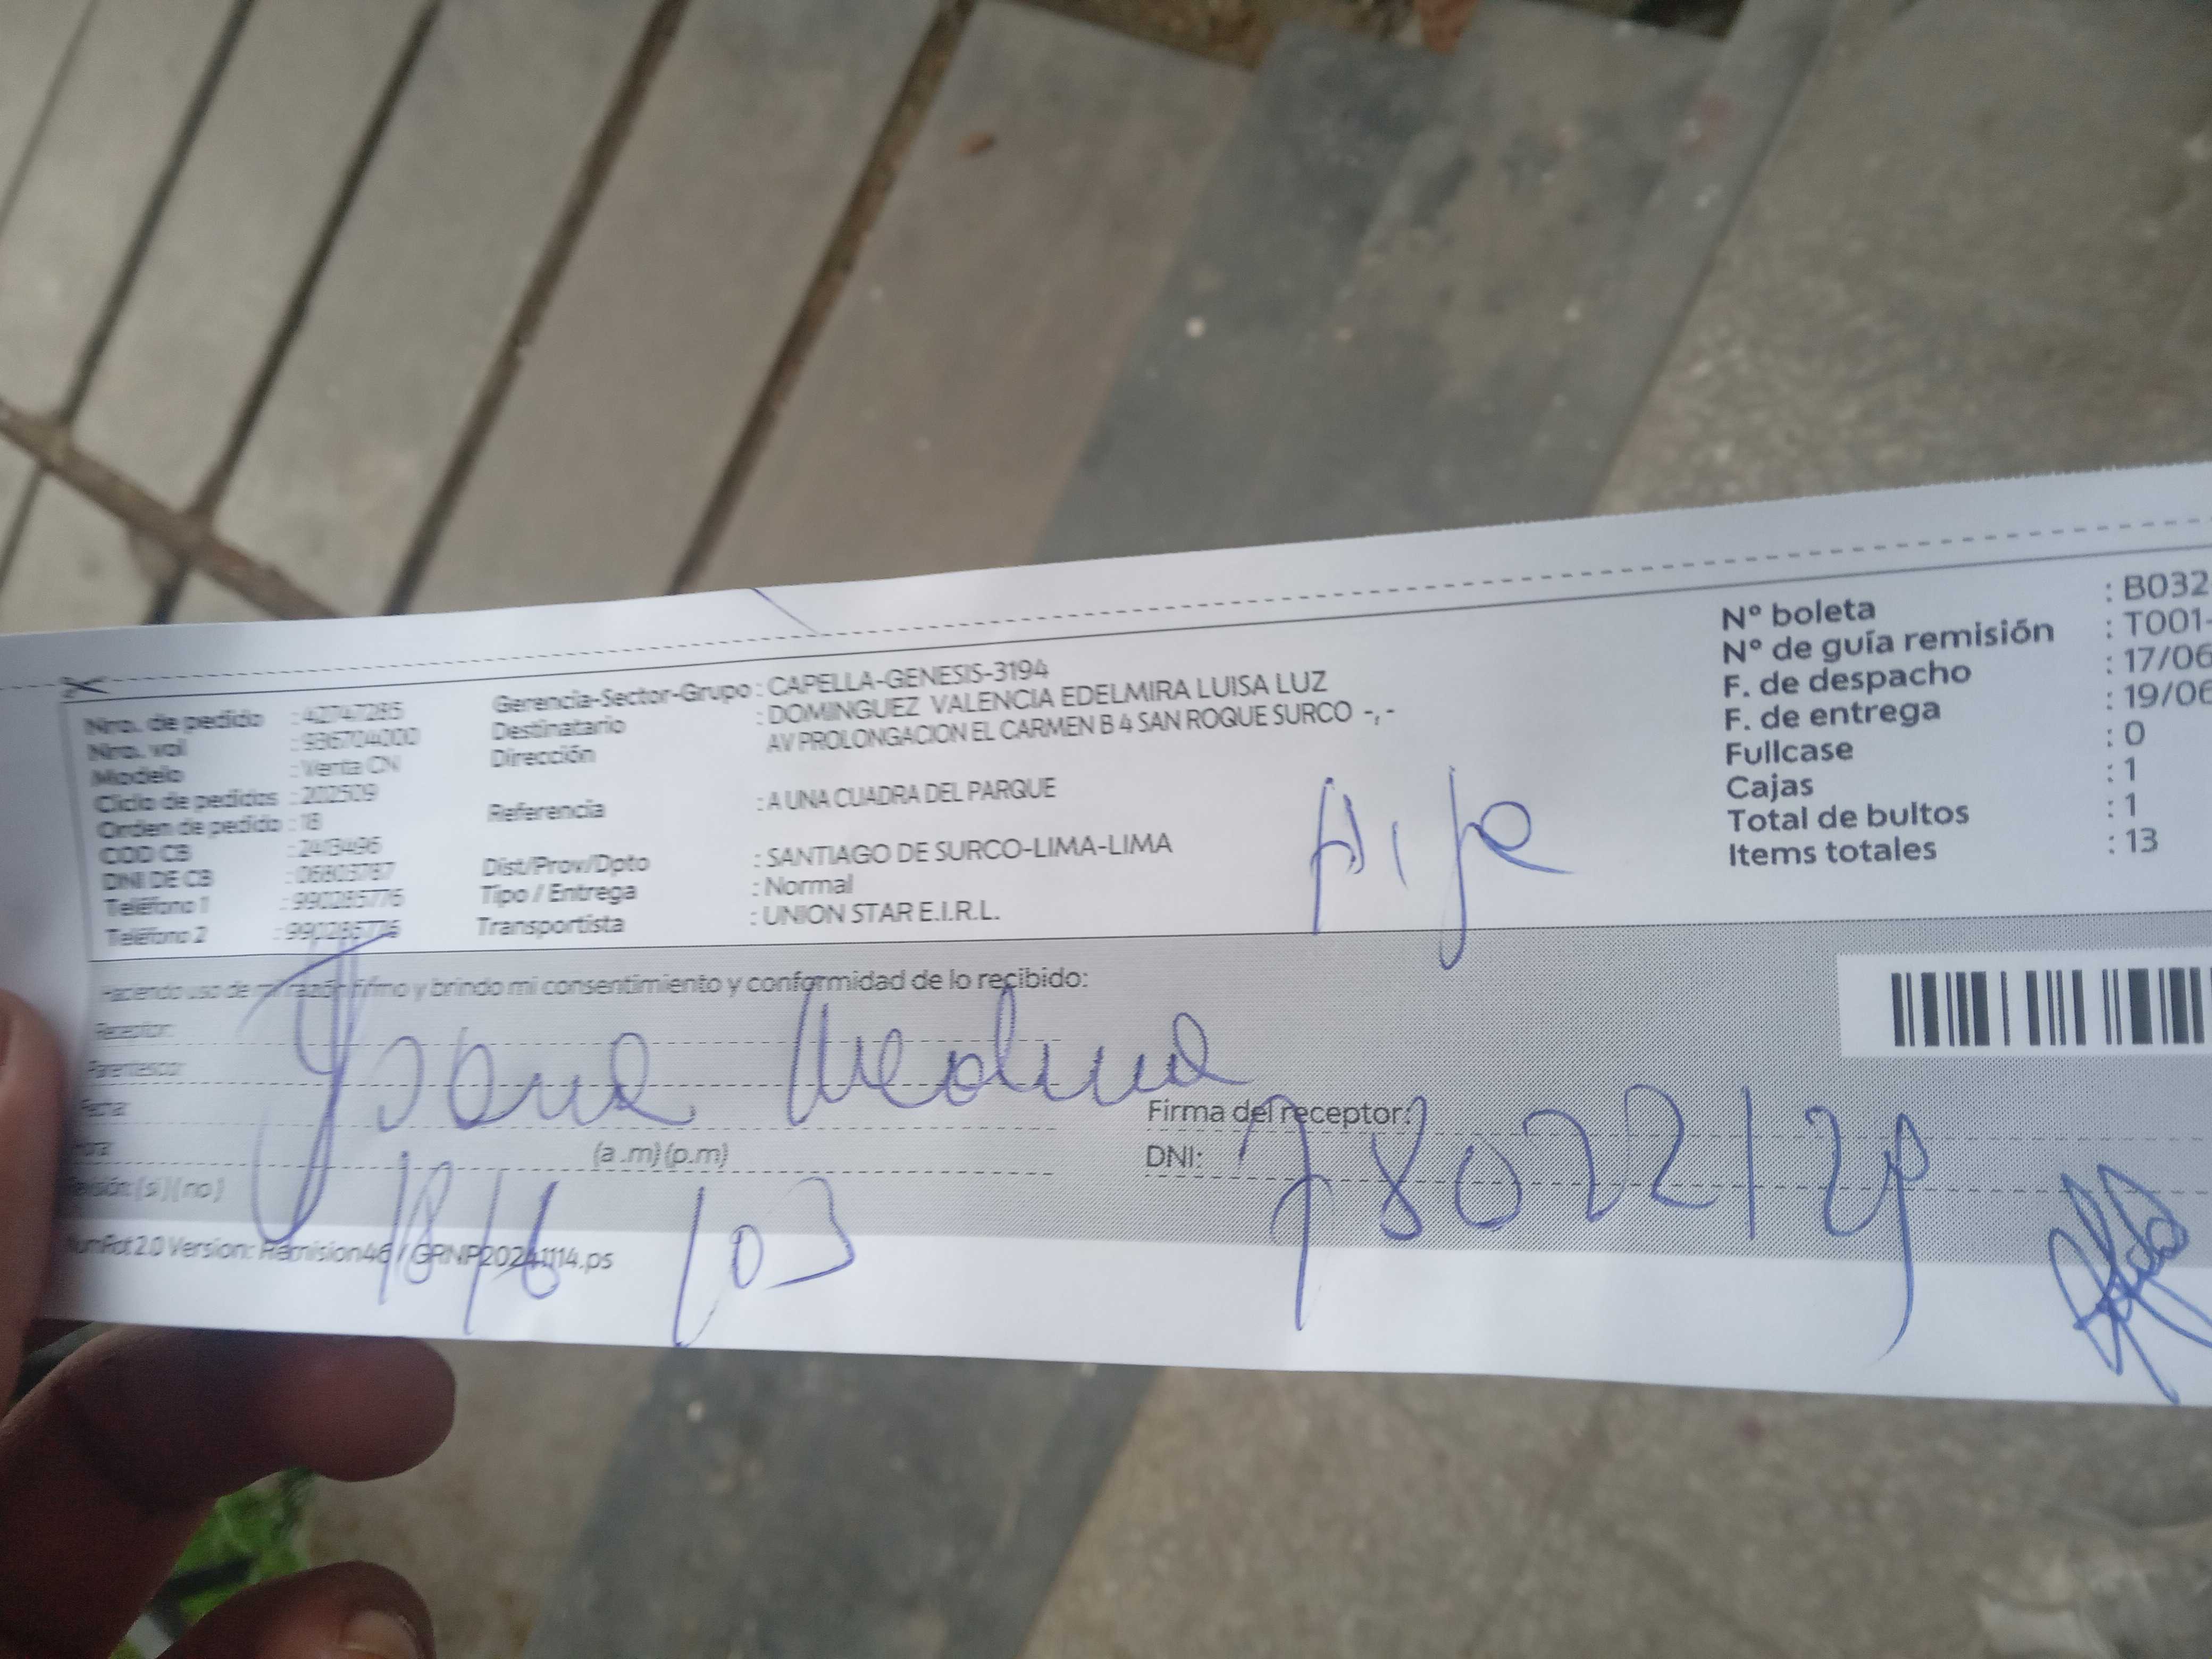 Nro. de pedido : 42747285
Nro. val : 936704000
Modelo : Venta CN
Ciclo de pedidos : 202509
Orden de pedido : 18
COD CB : 2413496
DNI DE CB : 06803787
Teléfono 1 : 990285776
Teléfono 2 : 990285776
Gerencia-Sector-Grupo : CAPELLA-GENESIS-3194
Destinatario : DOMINGUEZ VALENCIA EDELMIRA LUISA LUZ
Dirección AV PROLONGACION EL CARMEN B 4 SAN ROQUE SURCO -,-
Referencia : A UNA CUADRA DEL PARQUE
Dist/Prov/Dpto : SANTIAGO DE SURCO-LIMA-LIMA
Tipo / Entrega : Normal
Transportista : UNION STAR E.I.R.L.
N° boleta : B032
N° de guía remisión : T001-
F. de despacho : 17/06
F. de entrega : 19/06
Fullcase : 0
Cajas : 1
Total de bultos : 1
Items totales : 13
Haciendo uso de mi razón firmo y brindo mi consentimiento y conformidad de lo recibido:
Receptor:
Parentesco:
Fecha:
Hora: (a .m) (p.m)
Revisión: ( si ) ( no )
Medina
Firma del receptor:
DNI: 7802212
18/6 /03
Version: Remision46 / GRNP20241114.ps